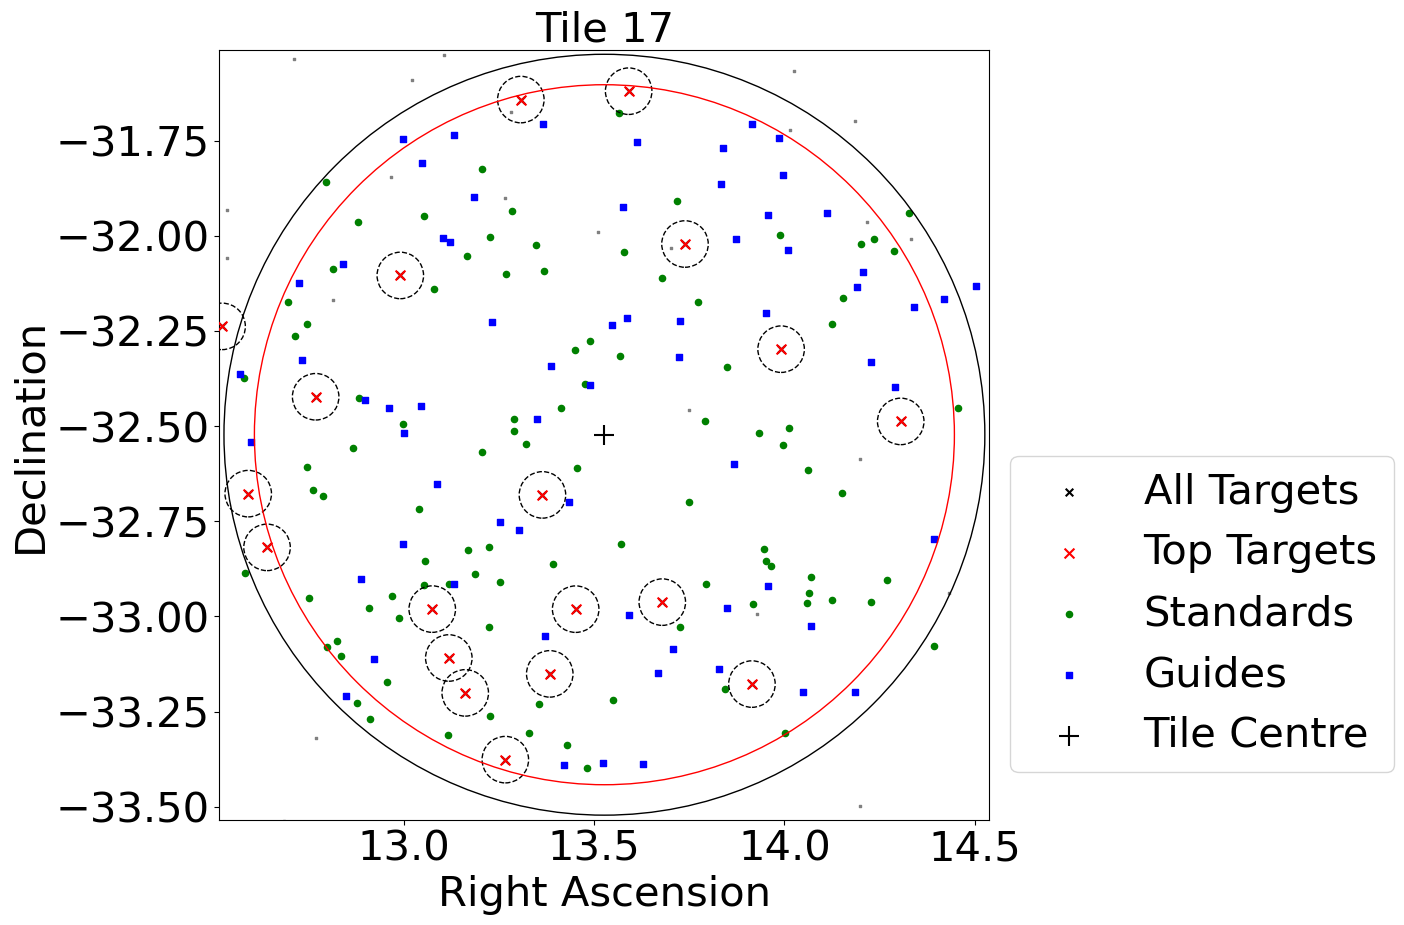 Tile 17
−31.75
−32.00
−32.25
−32.50
−32.75
−33.00
−33.25
−33.50
Declination
13.0 13.5 14.0 14.5
Right Ascension
All Targets
Top Targets
Standards
Guides
Tile Centre